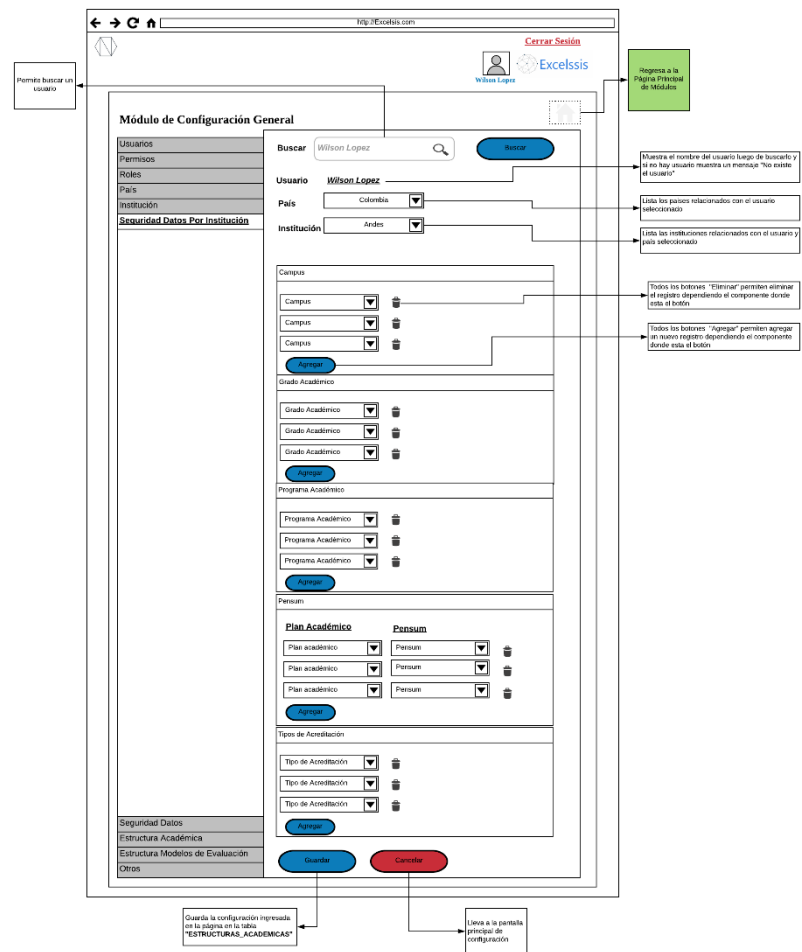 http://Excelsis.com
Cerrar Sesión
Excelssis
Wilson Lopez
Permite buscar un
usuario
Regresa a la
Página Principal
de Módulos
Módulo de Configuración General
Usuarios
Permisos
Roles
País
Institución
Seguridad Datos Por Institución
Buscar
Wilson Lopez
Buscar
Muestra el nombre del usuario luego de buscarlo y
si no hay usuario muestra un mensaje "No existe
el usuario"
Usuario
Wilson Lopez
País
Colombia
Lista los paises relacionados con el usuario
seleccionado
Institución
Andes
Lista las instituciones relacionados con el usuario y
país seleccionado
Campus
Campus
Campus
Campus
Agregar
Todos los botones "Eliminar" permiten eliminar
el registro dependiendo el componente donde
esta el botón
Todos los botones "Agregar" permiten agregar
un nuevo registro dependiendo el componente
donde esta el botón
Grado Académico
Grado Académico
Grado Académico
Grado Académico
Agregar
Programa Académico
Programa Académico
Programa Académico
Programa Académico
Agregar
Pensum
Plan Académico Pensum
Plan académico Pensum
Plan académico Pensum
Plan académico Pensum
Agregar
Tipos de Acreditación
Tipo de Acreditación
Tipo de Acreditación
Tipo de Acreditación
Agregar
Seguridad Datos
Estructura Académica
Estructura Modelos de Evaluación
Otros
Guardar
Cancelar
Guarda la configuración ingresada
en la página en la tabla
"ESTRUCTURAS_ACADEMICAS"
Lleva a la pantalla
principal de
configuración